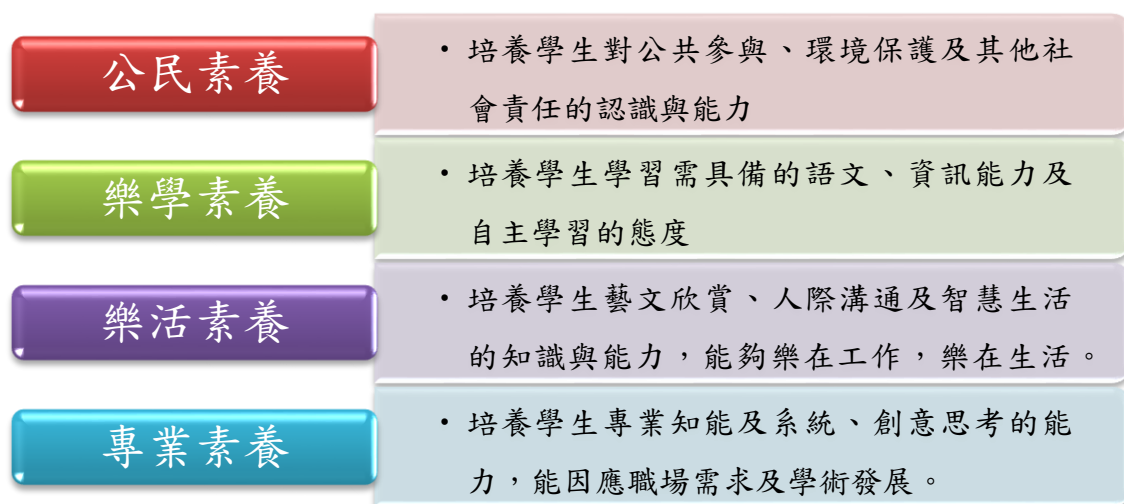 公民素養
• 培養學生對公共參與、環境保護及其他社
會責任的認識與能力
樂學素養
• 培養學生學習需具備的語文、資訊能力及
自主學習的態度
樂活素養
• 培養學生藝文欣賞、人際溝通及智慧生活
的知識與能力，能夠樂在工作，樂在生活。
專業素養
• 培養學生專業知能及系統、創意思考的能
力，能因應職場需求及學術發展。